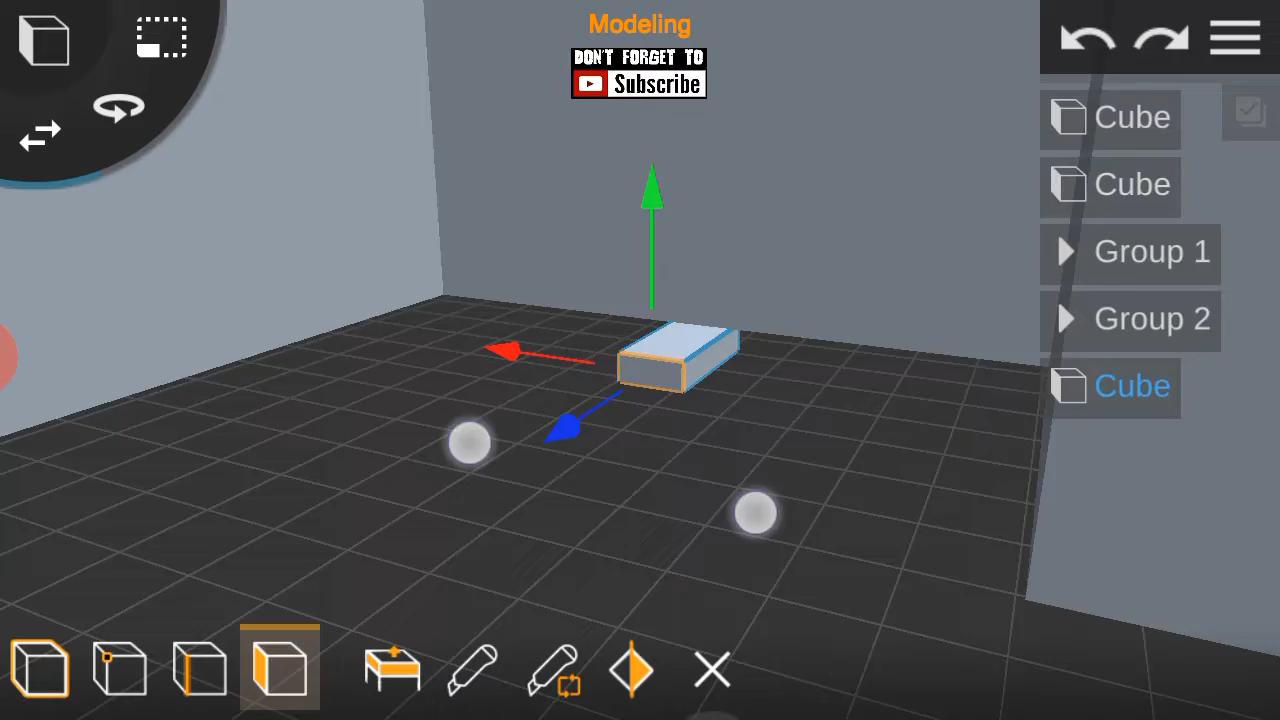 Modeling
DON'T FORGET TO
Subscribe
Cube
Cube
Group 1
Group 2
Cube